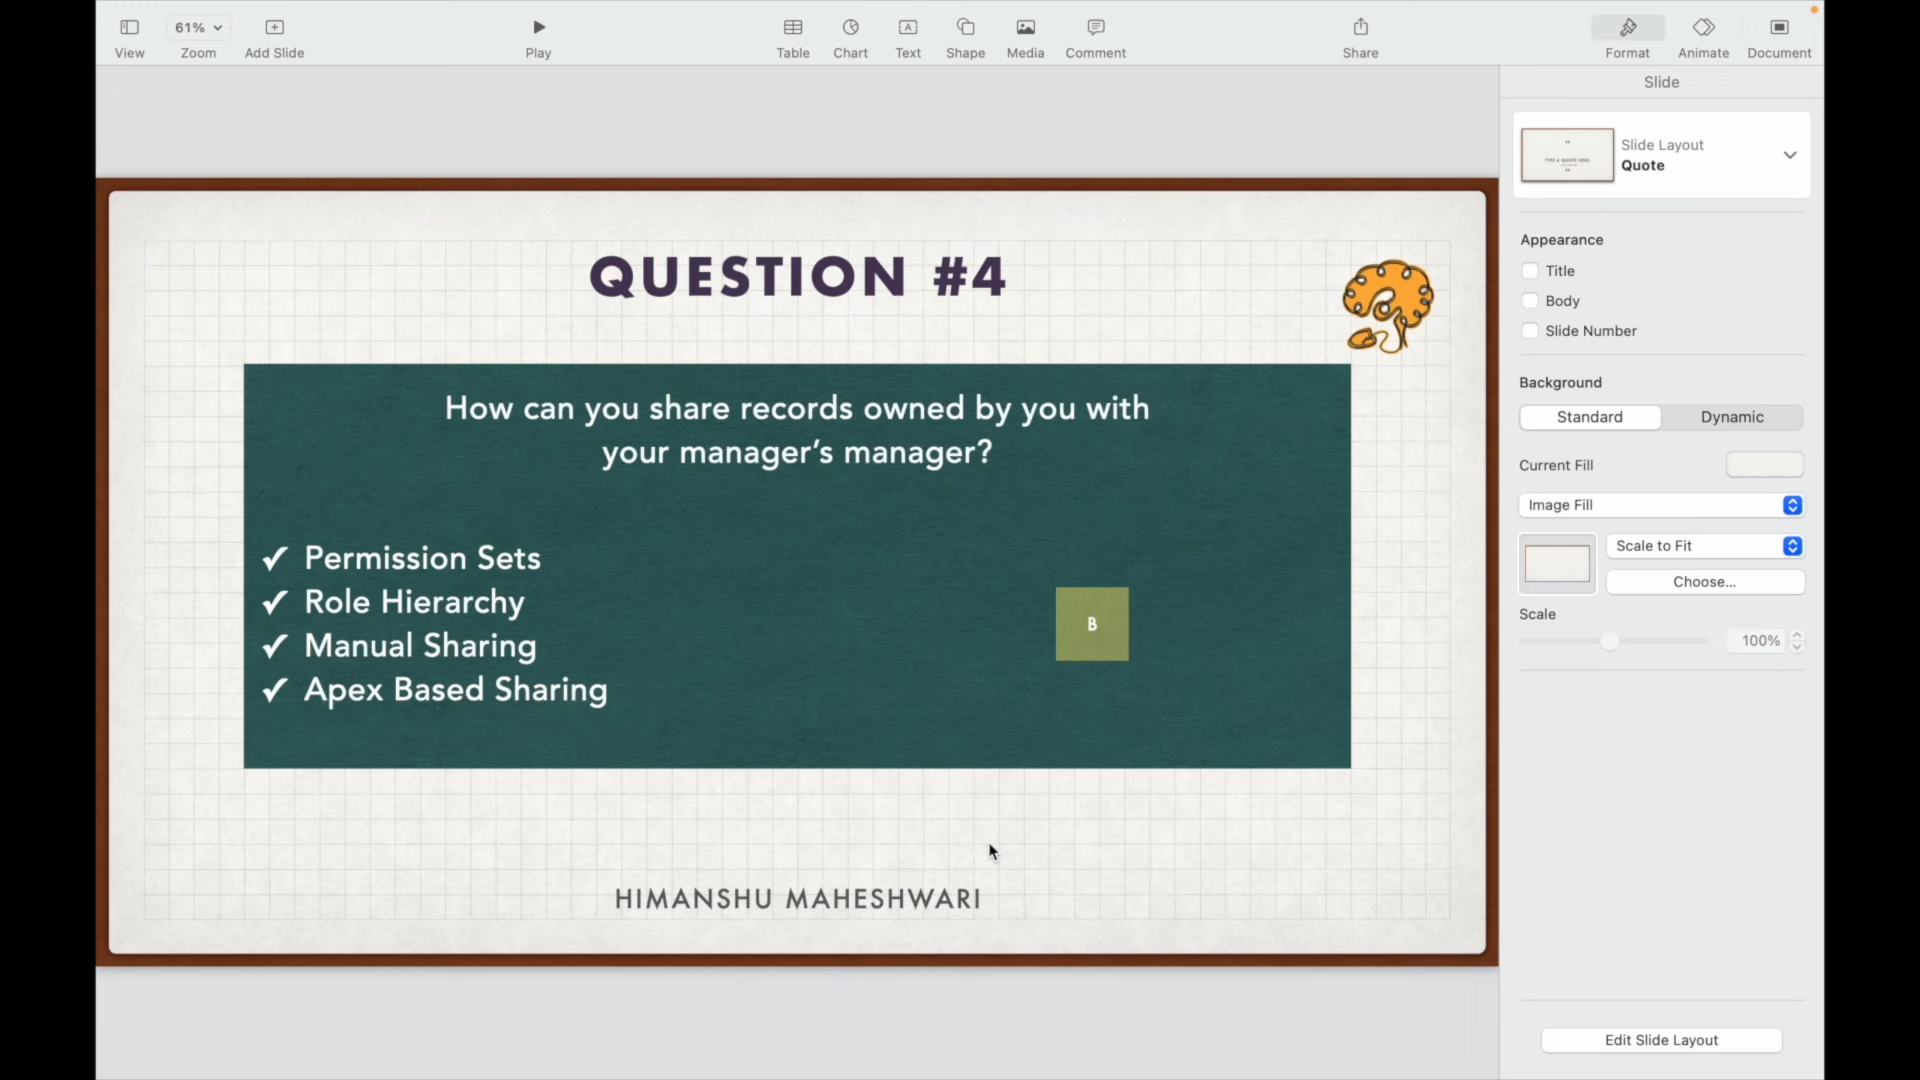 View
61%
Zoom
Add Slide
Play
Table
Chart
Text
Shape
Media
Comment
Share
Format
Animate
Document
Slide
Slide Layout
Quote
TYPE A QUOTE HERE.
Appearance
Title
Body
Slide Number
Background
Standard
Dynamic
Current Fill
Image Fill
Scale to Fit
Choose...
Scale
100%
Edit Slide Layout
QUESTION #4
How can you share records owned by you with
your manager’s manager?
✓ Permission Sets
✓ Role Hierarchy
✓ Manual Sharing
✓ Apex Based Sharing
B
HIMANSHU MAHESHWARI